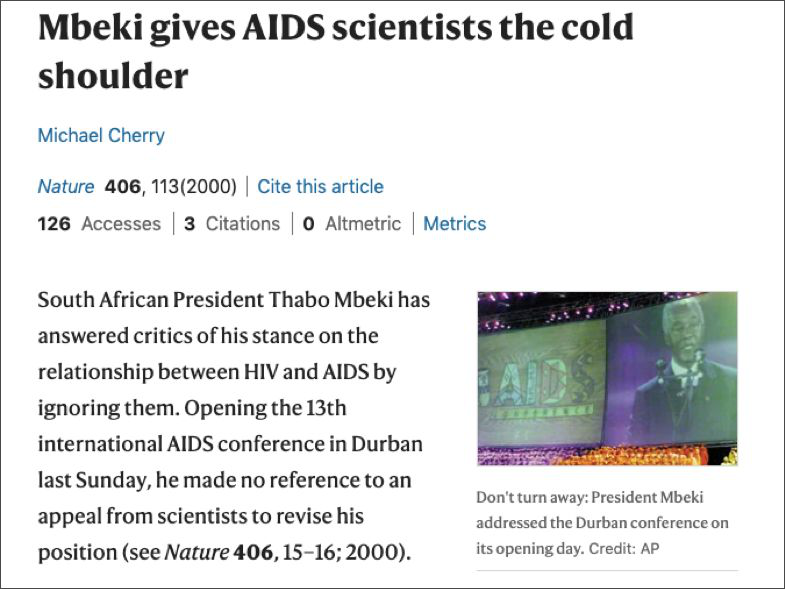 Mbeki gives AIDS scientists the cold
shoulder
Michael Cherry
Nature 406, 113(2000) | Cite this article
126 Accesses | 3 Citations | 0 Altmetric | Metrics
South African President Thabo Mbeki has
answered critics of his stance on the
relationship between HIV and AIDS by
ignoring them. Opening the 13th
international AIDS conference in Durban
last Sunday, he made no reference to an
appeal from scientists to revise his
position (see Nature 406, 15–16; 2000).
AIDS
CONFERENCE
Don't turn away: President Mbeki
addressed the Durban conference on
its opening day. Credit: AP